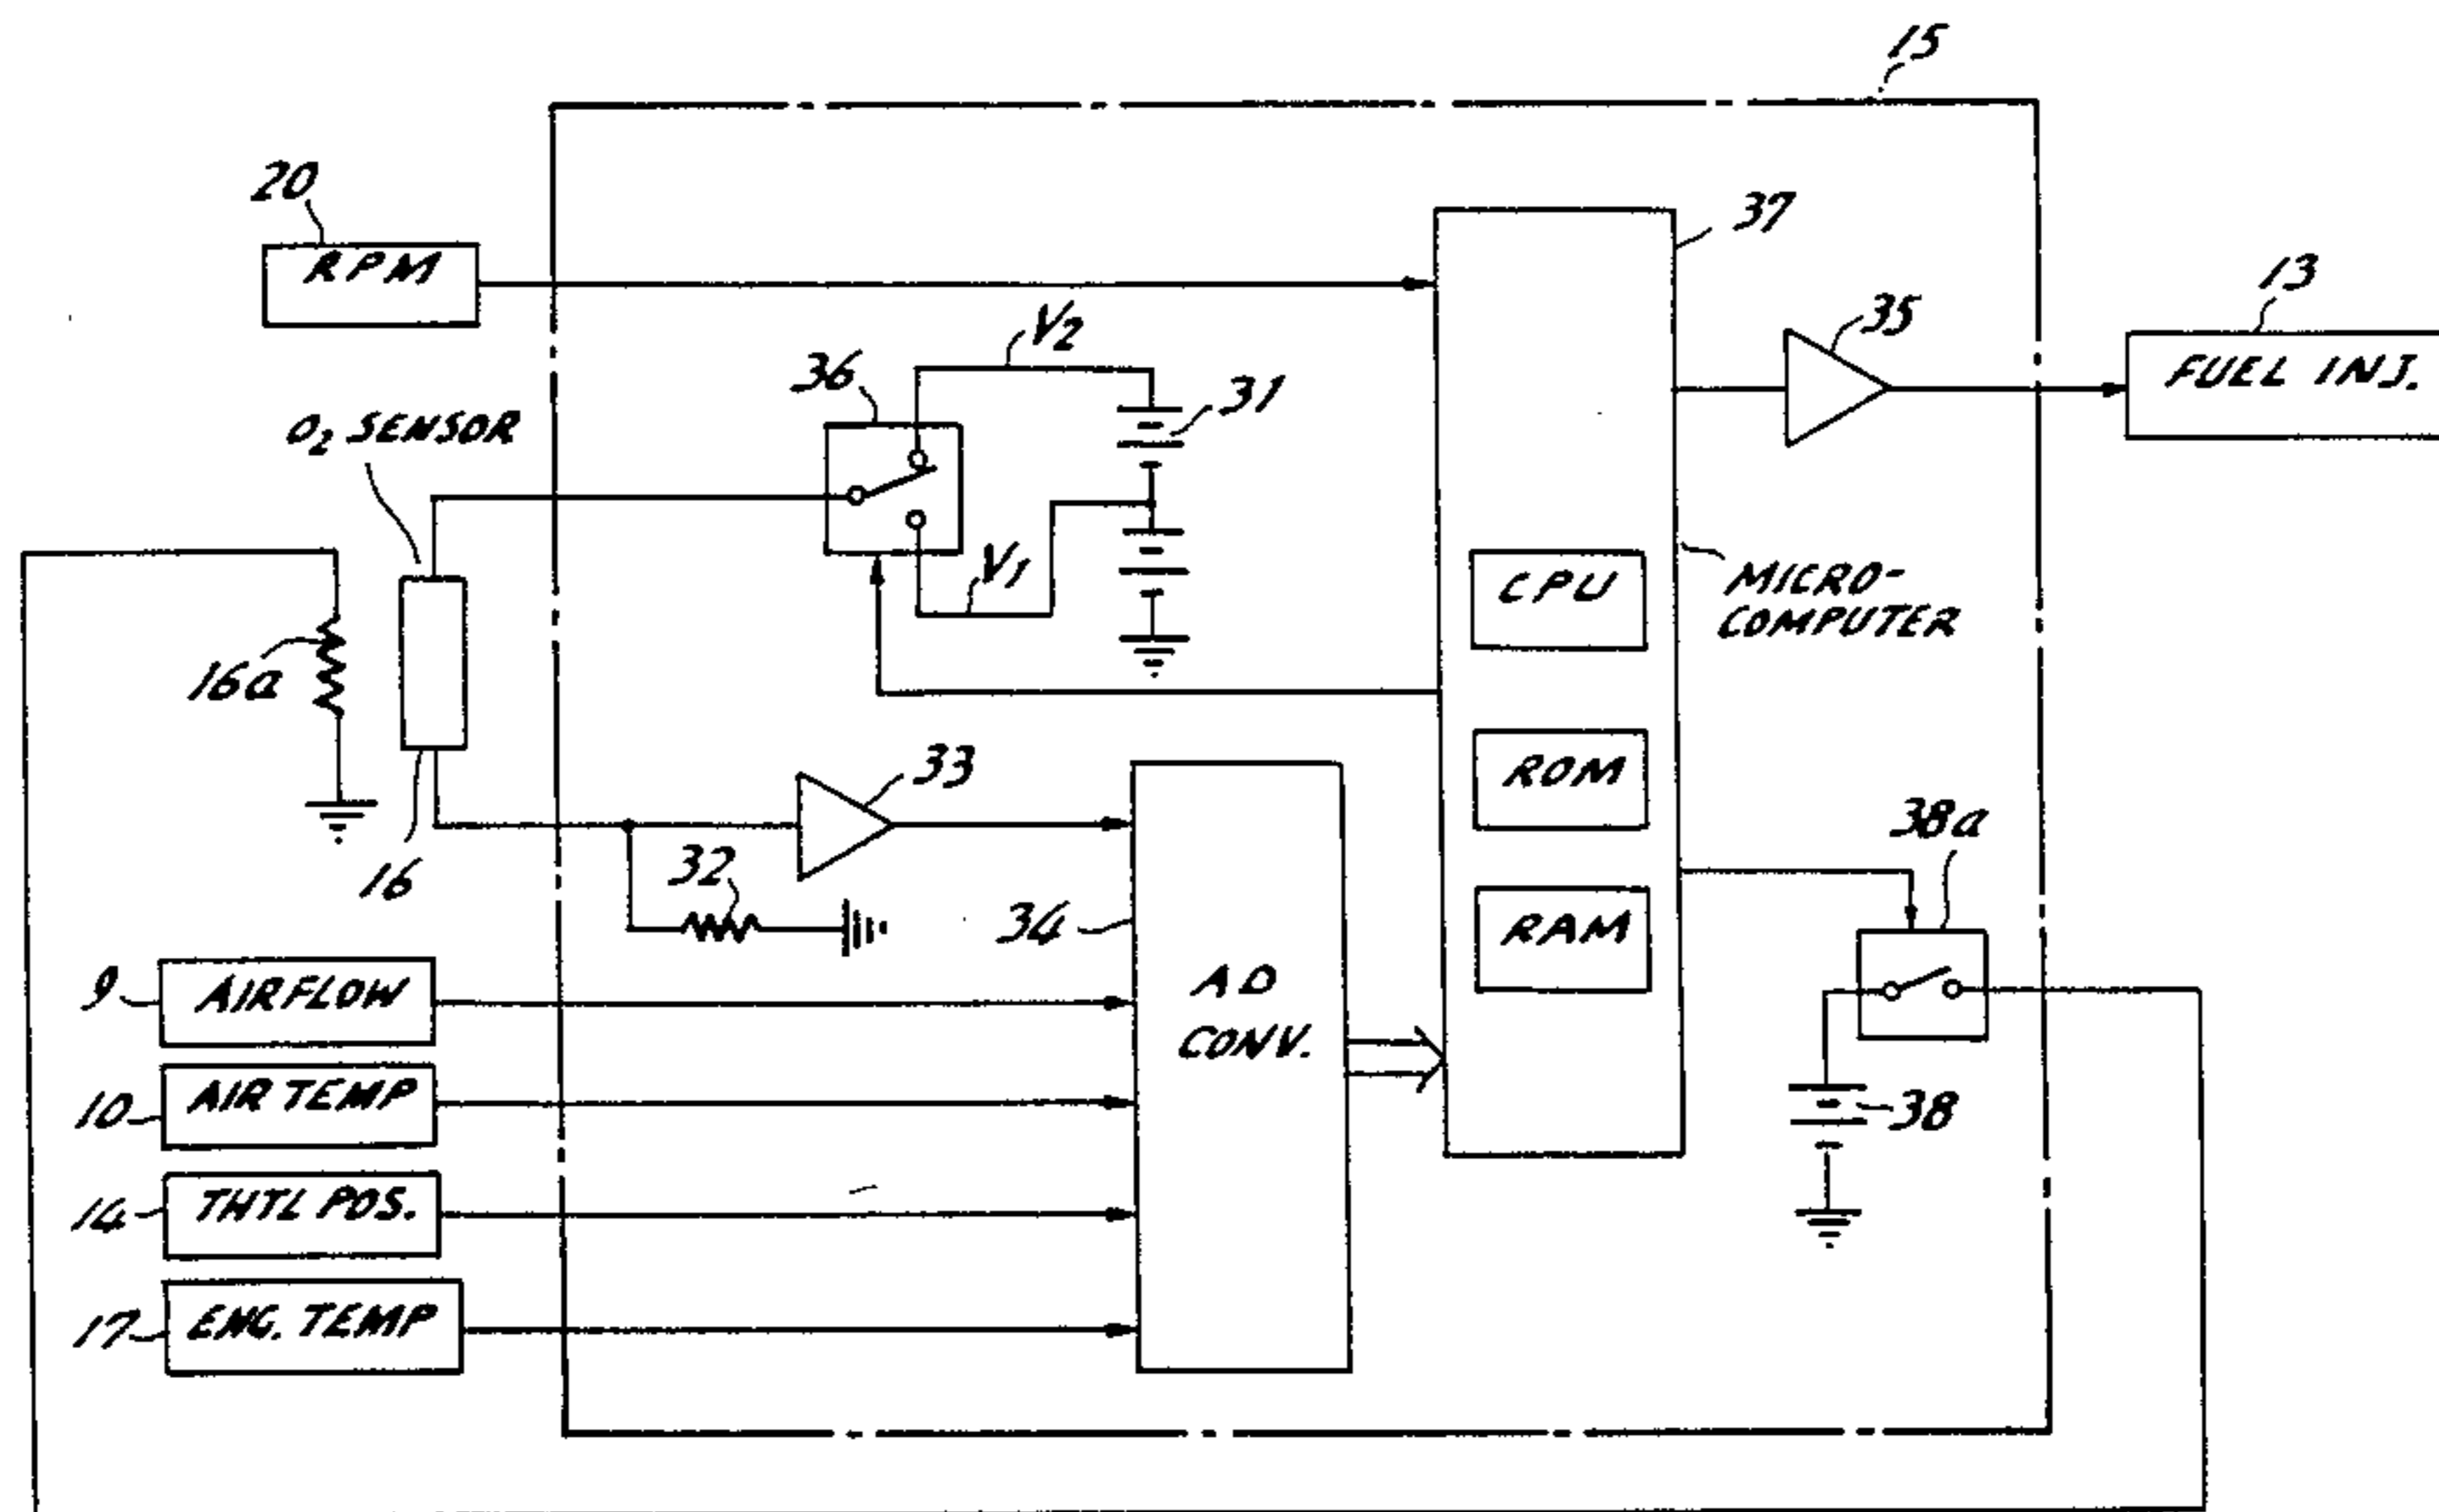 15
20
RPM
37
13
FUEL INJ.
35
V2
36
31
O2 SENSOR
V1
CPU
MICRO-
COMPUTER
16a
ROM
33
38a
16
32
34
RAM
9
AIRFLOW
AD
CONV.
10
AIR TEMP
38
14
THTL POS.
17
ENG. TEMP